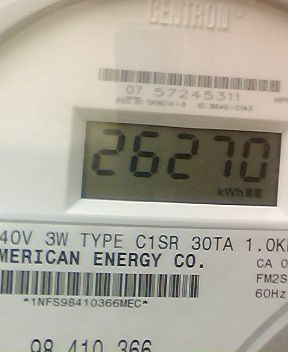 CENTRON®
07 57245311
26270
kWh
40V 3W TYPE C1SR 30TA 1.0K
MERICAN ENERGY CO.
CA 0
FM2S
60Hz
*1NFS98410366MEC*
98 410 366